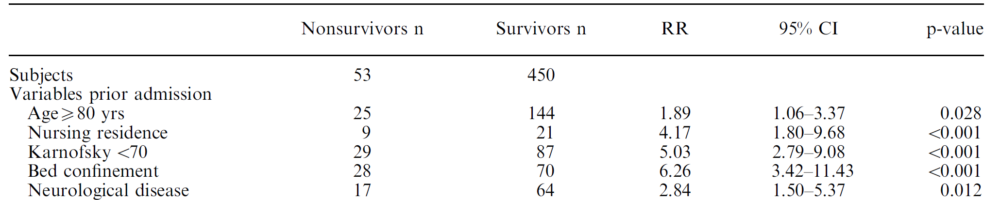 Nonsurvivors n Survivors n RR 95% CI p-value
Subjects 53 450
Variables prior admission
Age⩾80 yrs 25 144 1.89 1.06–3.37 0.028
Nursing residence 9 21 4.17 1.80–9.68 <0.001
Karnofsky <70 29 87 5.03 2.79–9.08 <0.001
Bed confinement 28 70 6.26 3.42–11.43 <0.001
Neurological disease 17 64 2.84 1.50–5.37 0.012